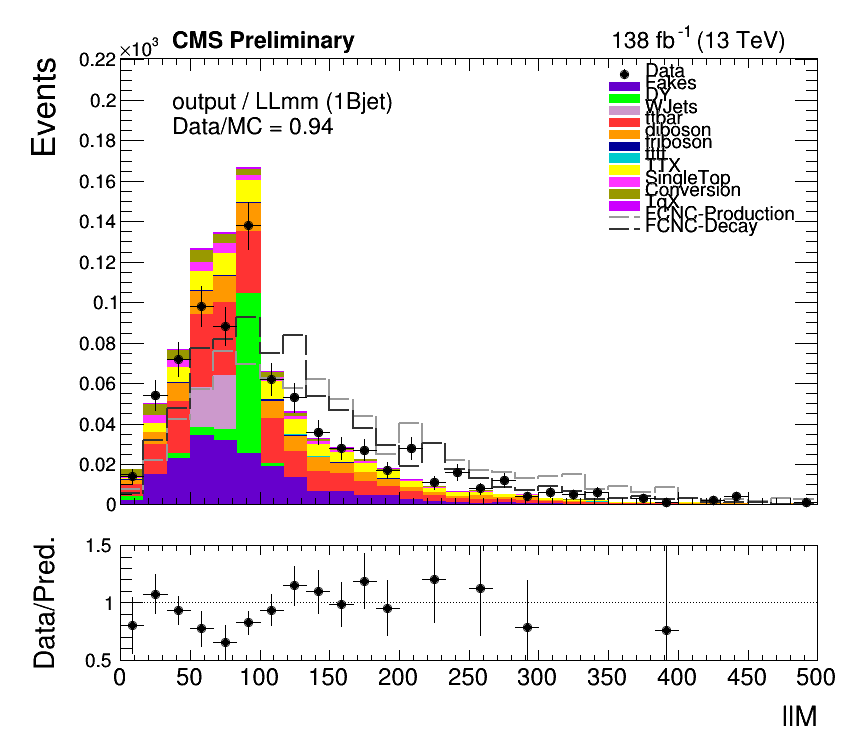 ×10³ CMS Preliminary 138 fb⁻¹ (13 TeV)
Events
0.22
0.2
0.18
0.16
0.14
0.12
0.1
0.08
0.06
0.04
0.02
0
output / LLmm (1Bjet)
Data/MC = 0.94
Data
Fakes
DY
WJets
ttbar
diboson
triboson
tttt
TTX
SingleTop
Conversion
TqX
FCNC-Production
FCNC-Decay
Data/Pred.
1.5
1
0.5
0 50 100 150 200 250 300 350 400 450 500
llM